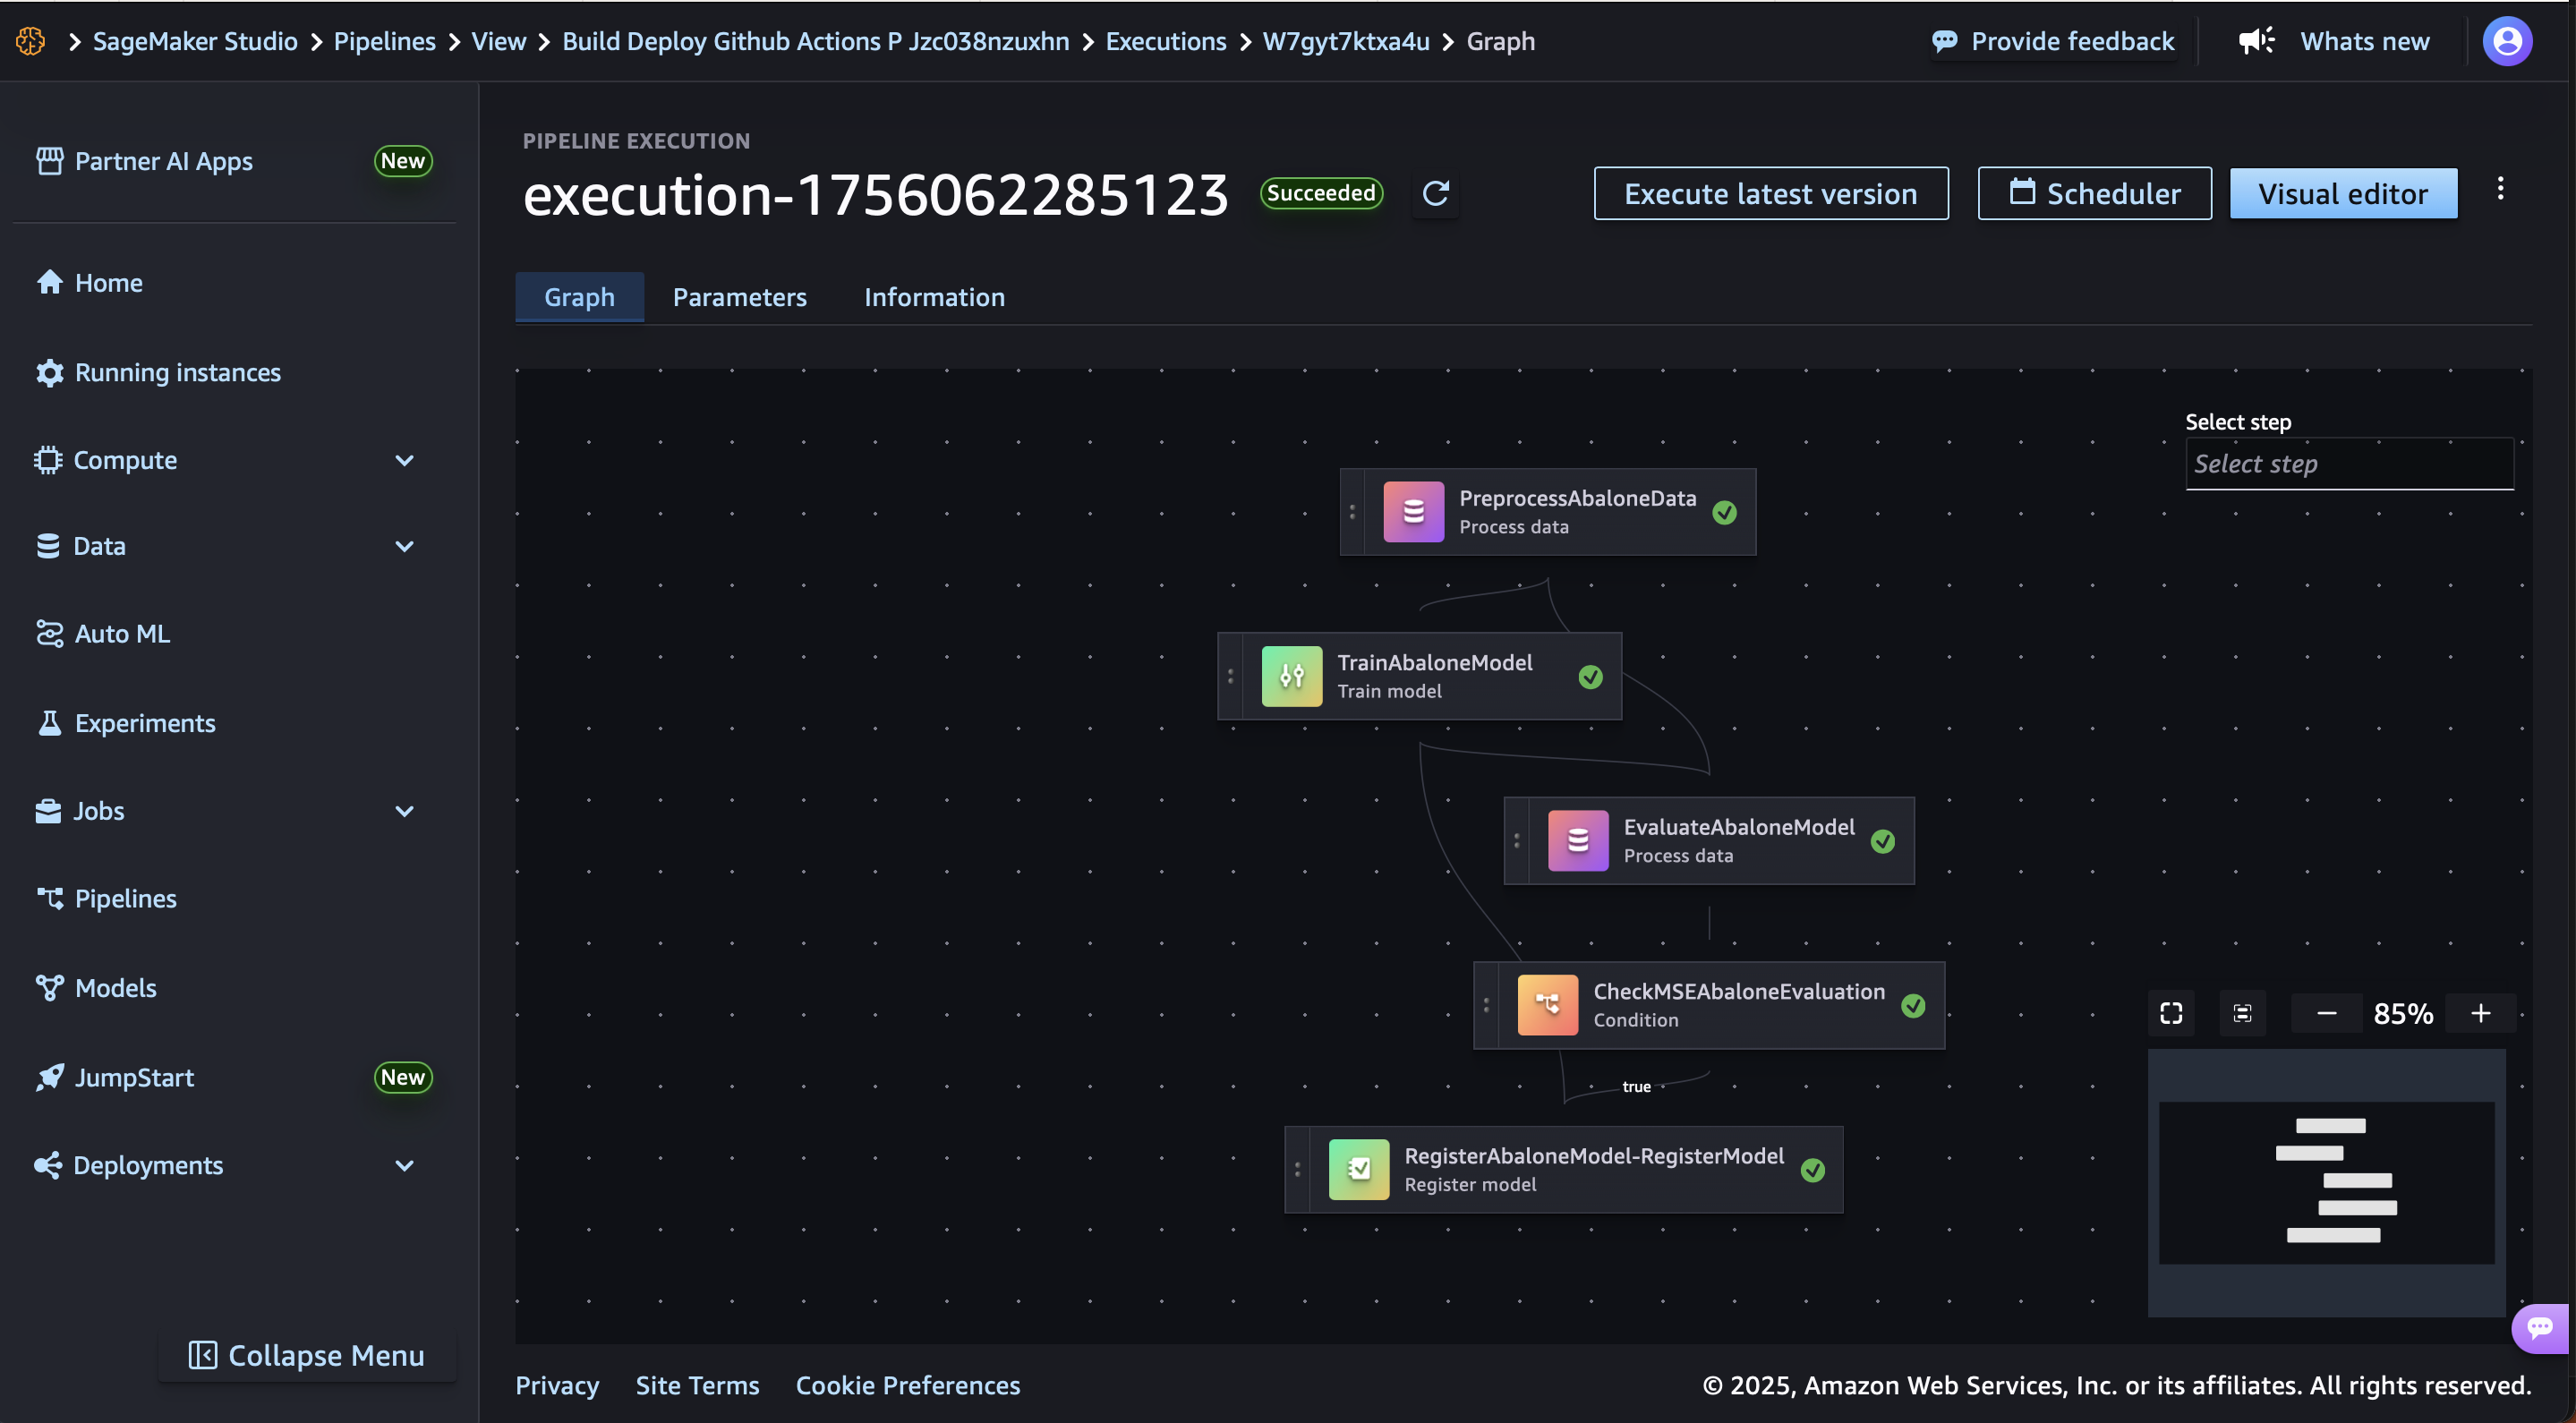 SageMaker Studio > Pipelines > View > Build Deploy Github Actions P Jzc038nzuxhn > Executions > W7gyt7ktxa4u > Graph
Provide feedback
Whats new
Partner AI Apps New
Home
Running instances
Compute
Data
Auto ML
Experiments
Jobs
Pipelines
Models
JumpStart New
Deployments
Collapse Menu
PIPELINE EXECUTION
execution-1756062285123 Succeeded
Execute latest version
Scheduler
Visual editor
Graph
Parameters
Information
Select step
Select step
PreprocessAbaloneData
Process data
TrainAbaloneModel
Train model
EvaluateAbaloneModel
Process data
CheckMSEAbaloneEvaluation
Condition
true
RegisterAbaloneModel-RegisterModel
Register model
85%
Privacy
Site Terms
Cookie Preferences
© 2025, Amazon Web Services, Inc. or its affiliates. All rights reserved.